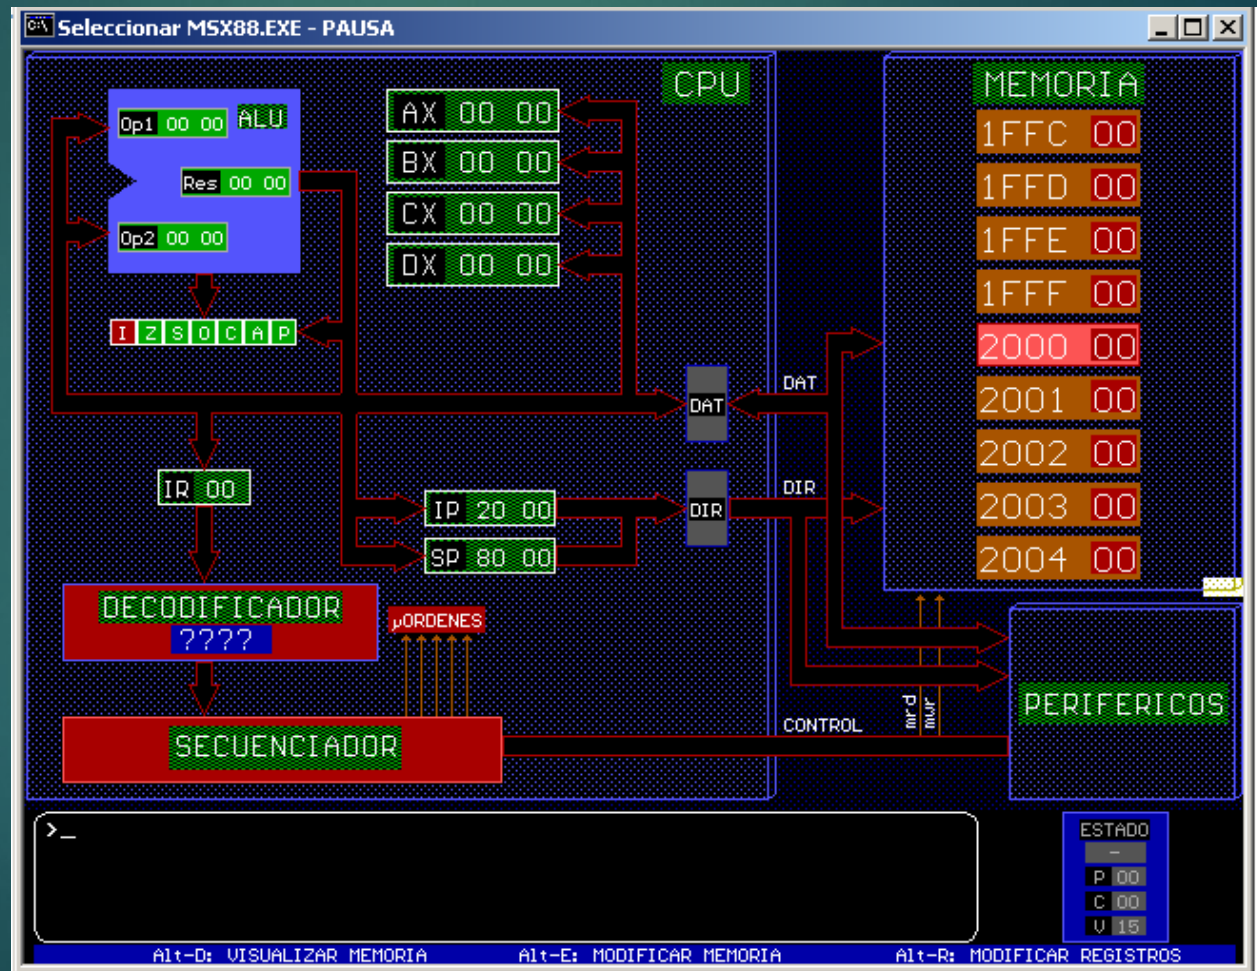 Seleccionar MSX88.EXE - PAUSA
CPU
ALU
Op1 00 00
Res 00 00
Op2 00 00
AX 00 00
BX 00 00
CX 00 00
DX 00 00
I Z S O C A P
IR 00
IP 20 00
SP 80 00
DAT
DIR
DECODIFICADOR
????
µORDENES
SECUENCIADOR
DAT
DIR
CONTROL
mrd
mwr
MEMORIA
1FFC 00
1FFD 00
1FFE 00
1FFF 00
2000 00
2001 00
2002 00
2003 00
2004 00
PERIFERICOS
>_
ESTADO
-
P 00
C 00
V 15
Alt-D: VISUALIZAR MEMORIA Alt-E: MODIFICAR MEMORIA Alt-R: MODIFICAR REGISTROS